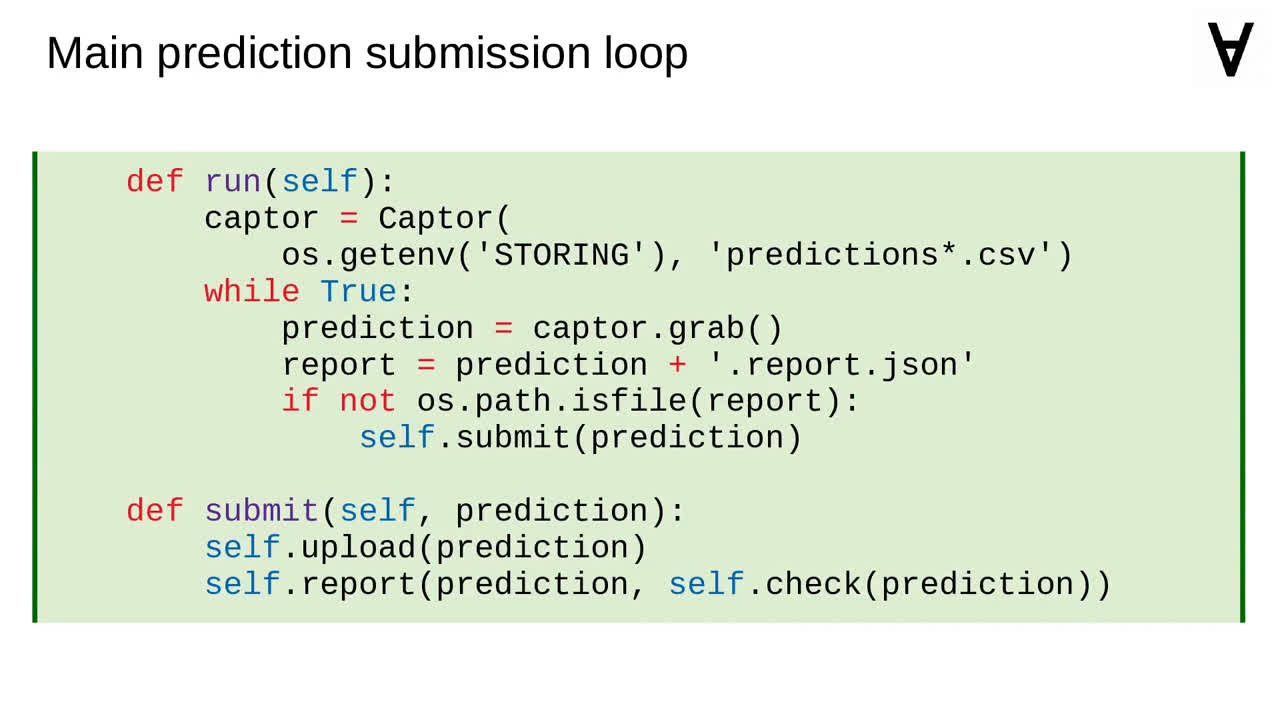 Main prediction submission loop
∀
def run(self):
captor = Captor(
os.getenv('STORING'), 'predictions*.csv')
while True:
prediction = captor.grab()
report = prediction + '.report.json'
if not os.path.isfile(report):
self.submit(prediction)
def submit(self, prediction):
self.upload(prediction)
self.report(prediction, self.check(prediction))